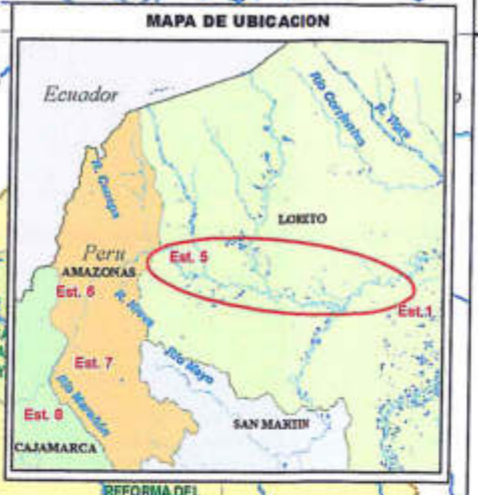 MAPA DE UBICACION
Ecuador
Río Corrientes
R. Tigre
R. Cenepa
LORETO
Peru
AMAZONAS
Est. 5
Est. 6
Est.1
R. Nieva
Río Mayo
Est. 7
Río Marañón
Est. 8
SAN MARTIN
CAJAMARCA
REFORMA DEL